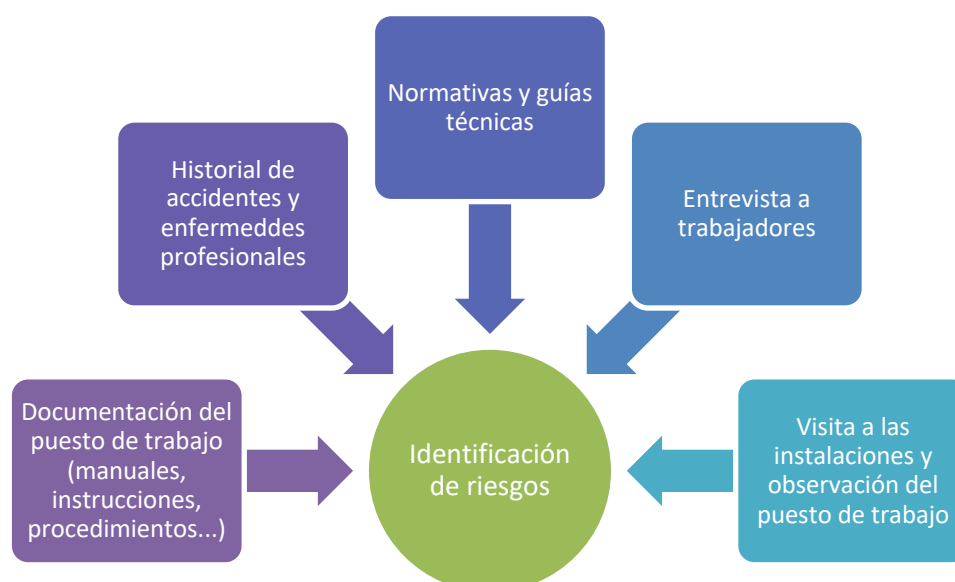 Normativas y guías
técnicas
Historial de
accidentes y
enfermeddes
profesionales
Entrevista a
trabajadores
Documentación del
puesto de trabajo
(manuales,
instrucciones,
procedimientos...)
Identificación
de riesgos
Visita a las
instalaciones y
observación del
puesto de trabajo